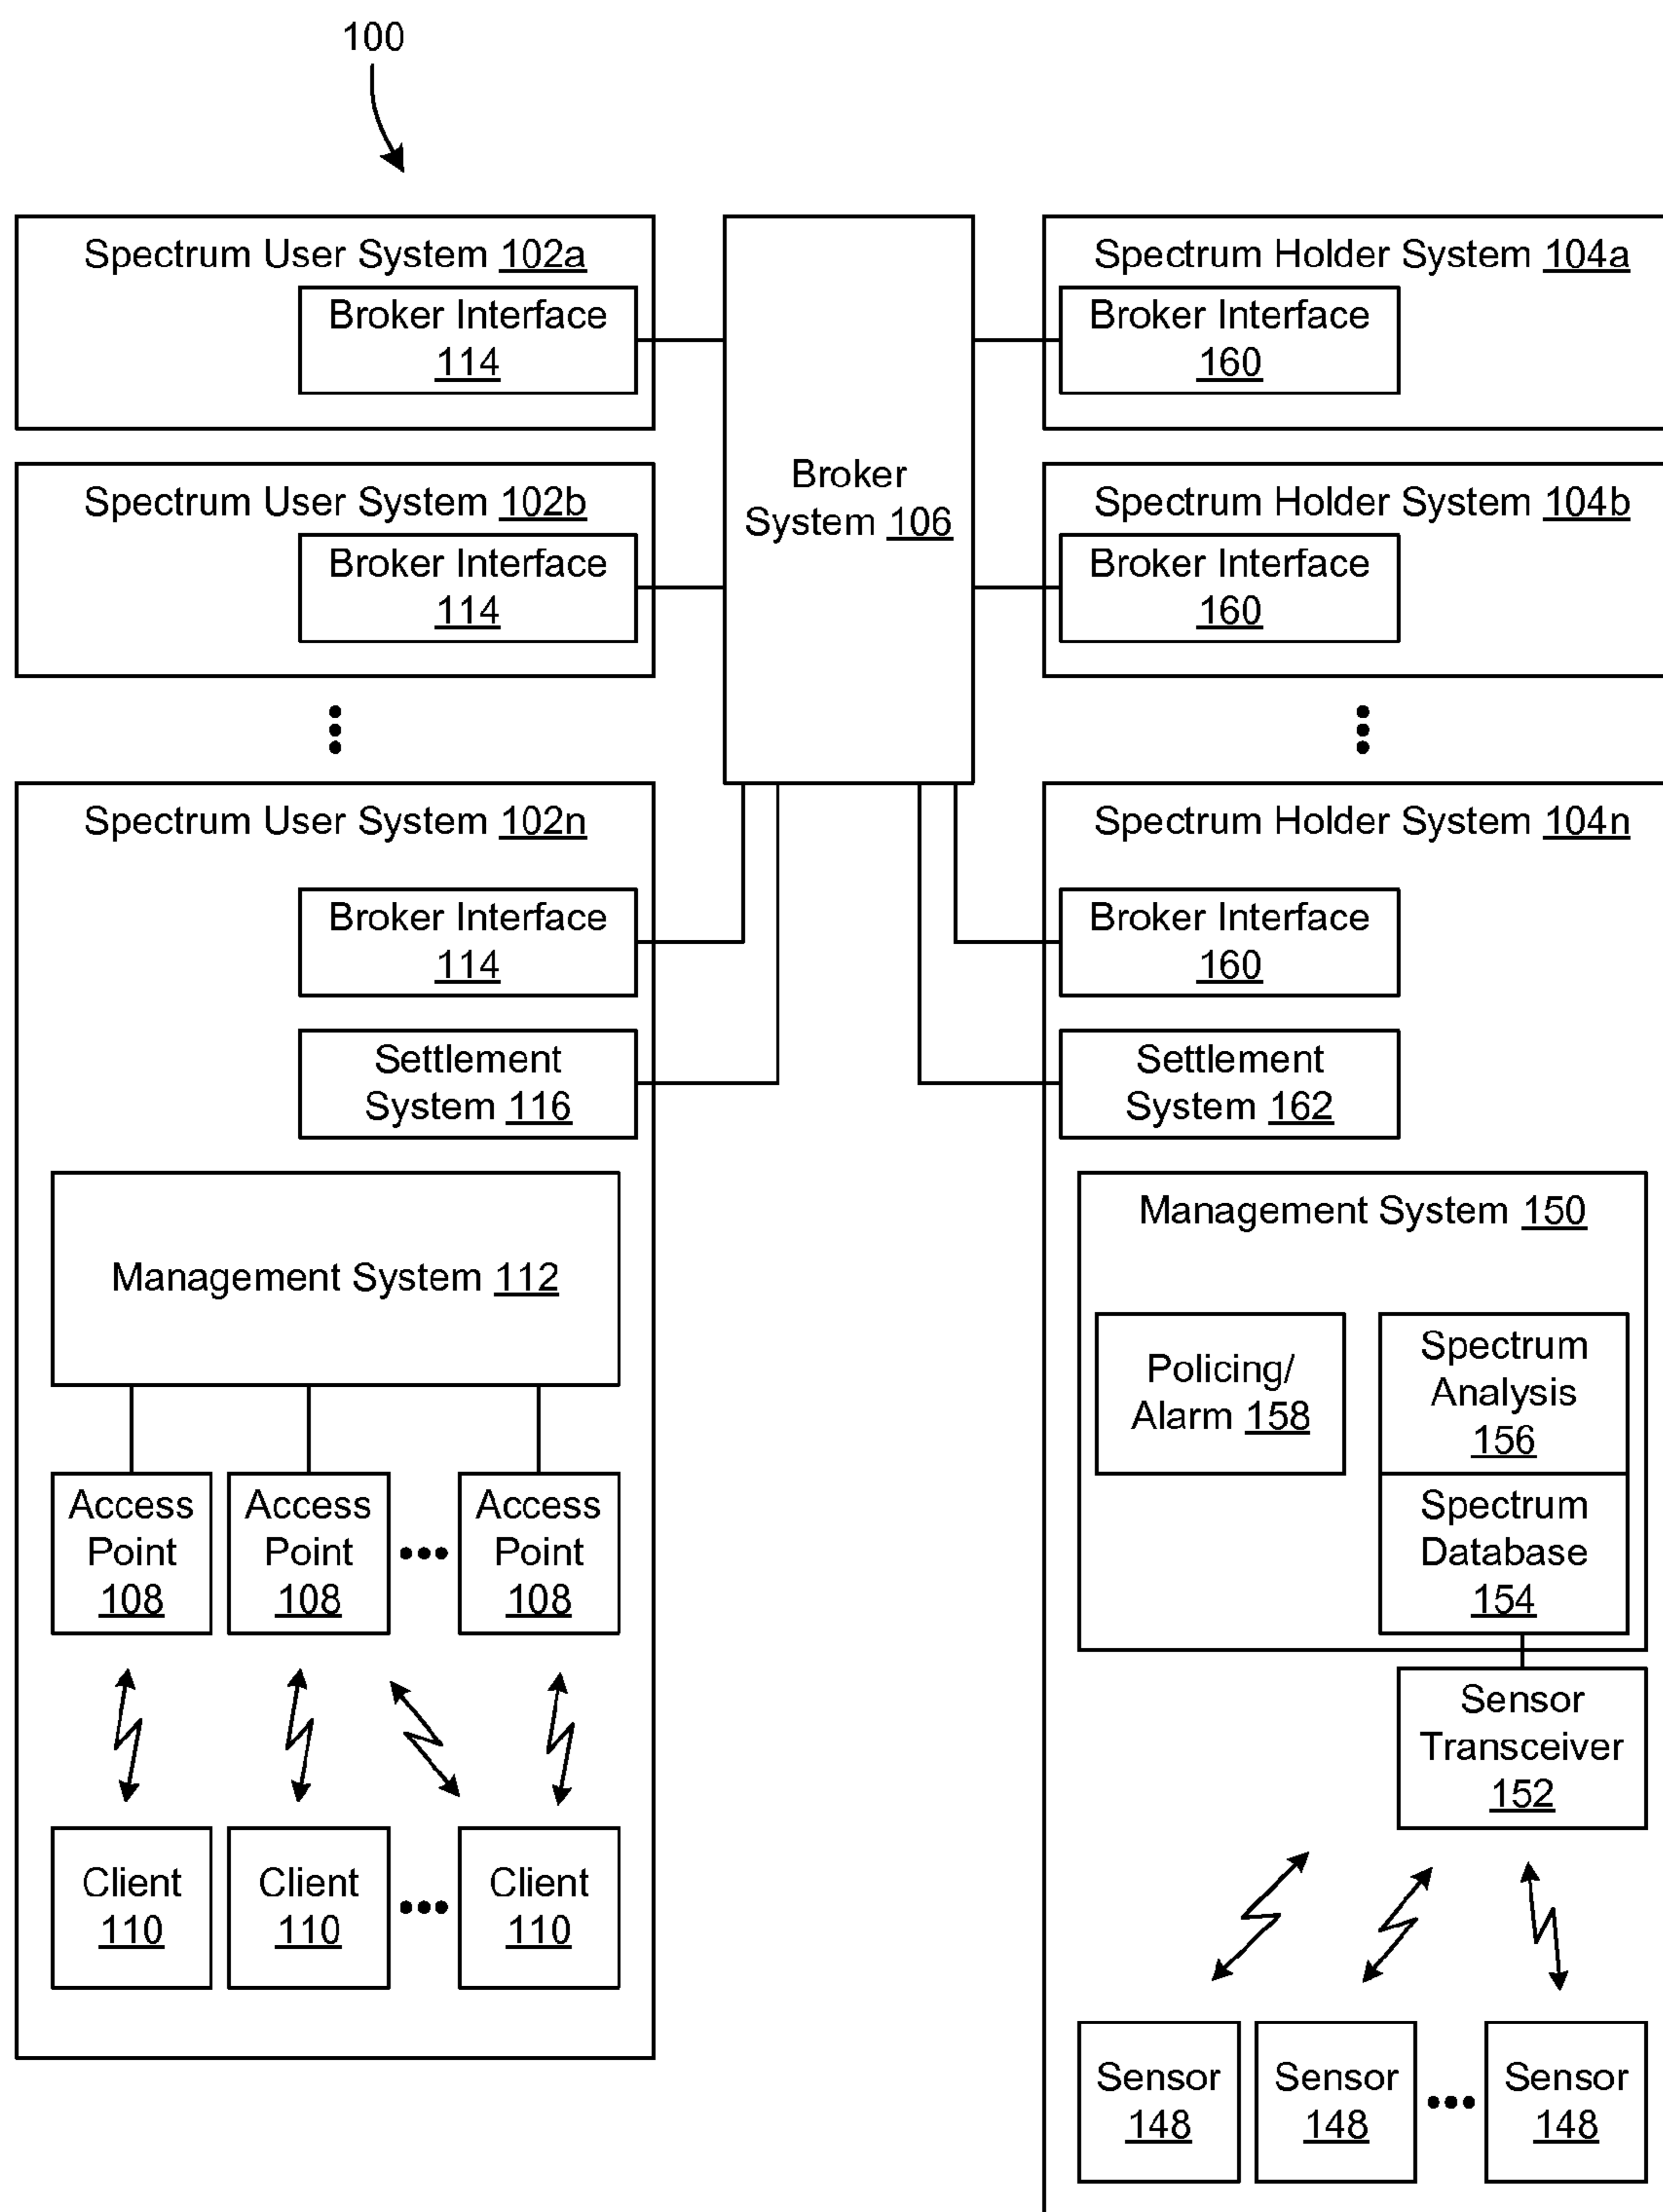 100
Spectrum User System 102a
Broker Interface
114
Spectrum User System 102b
Broker Interface
114
Broker
System 106
Spectrum Holder System 104a
Broker Interface
160
Spectrum Holder System 104b
Broker Interface
160
Spectrum User System 102n
Broker Interface
114
Settlement
System 116
Management System 112
Access
Point
108
Access
Point
108
Access
Point
108
Client
110
Client
110
Client
110
Spectrum Holder System 104n
Broker Interface
160
Settlement
System 162
Management System 150
Policing/
Alarm 158
Spectrum
Analysis
156
Spectrum
Database
154
Sensor
Transceiver
152
Sensor
148
Sensor
148
Sensor
148